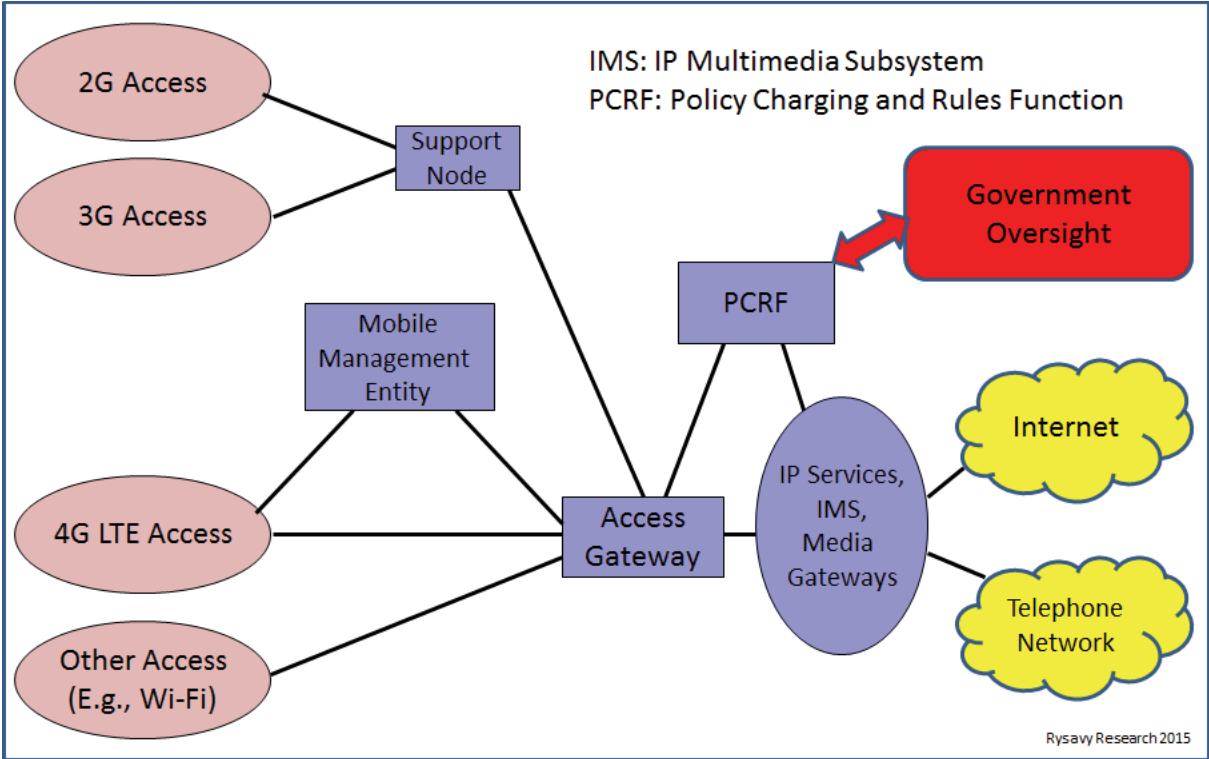 2G Access
3G Access
Support
Node
IMS: IP Multimedia Subsystem
PCRF: Policy Charging and Rules Function
Government
Oversight
PCRF
Mobile
Management
Entity
4G LTE Access
Other Access
(E.g., Wi-Fi)
Access
Gateway
IP Services,
IMS,
Media
Gateways
Internet
Telephone
Network
Rysavy Research 2015